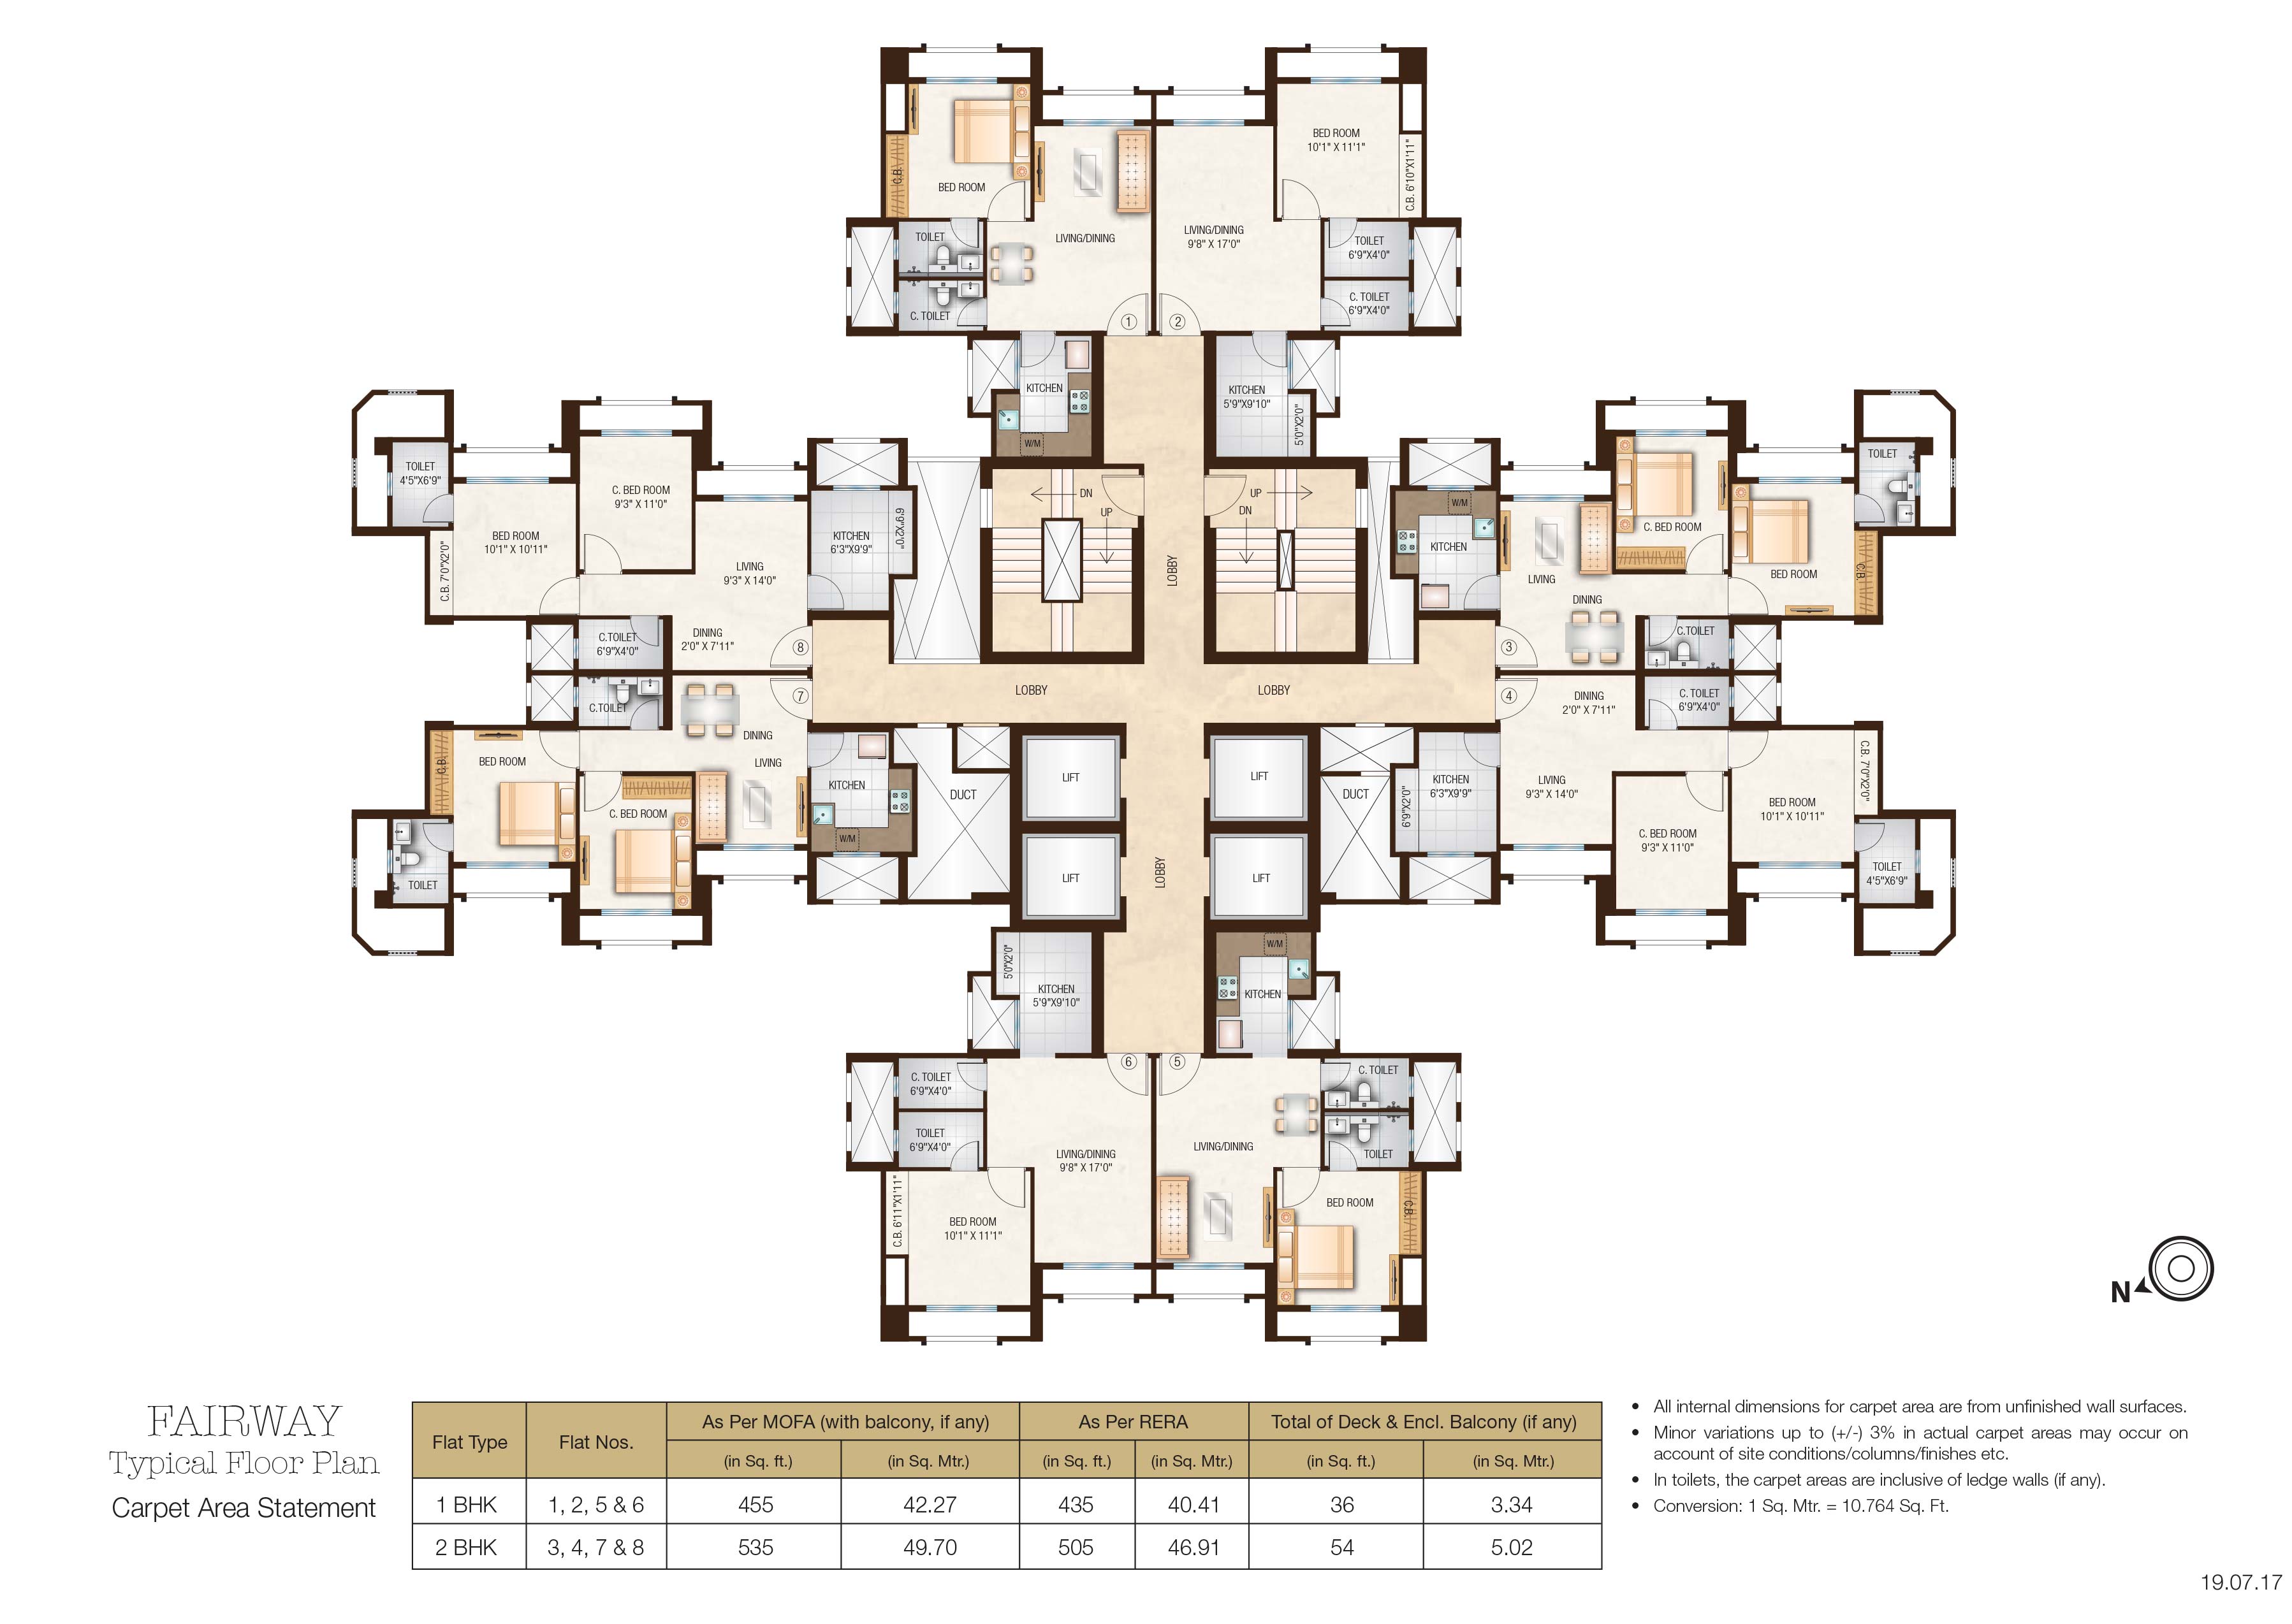 BED ROOM
10'1" X 11'1"
C.B. 6'10"X1'11"
C.B.
BED ROOM
TOILET
LIVING/DINING
LIVING/DINING
9'8" X 17'0"
TOILET
6'9"X4'0"
C. TOILET
C. TOILET
6'9"X4'0"
1
2
KITCHEN
W/M
KITCHEN
5'9"X9'10"
5'0"X2'0"
TOILET
4'5"X6'9"
C. BED ROOM
9'3" X 11'0"
BED ROOM
10'1" X 10'11"
C.B. 7'0"X2'0"
LIVING
9'3" X 14'0"
KITCHEN
6'3"X9'9"
6'9"X2'0"
C.TOILET
6'9"X4'0"
DINING
2'0" X 7'11"
8
DN
UP
UP
DN
LOBBY
W/M
KITCHEN
LIVING
DINING
C. BED ROOM
TOILET
BED ROOM
C.B.
C.TOILET
3
LOBBY
LOBBY
7
C.TOILET
DINING
LIVING
C.B.
BED ROOM
C. BED ROOM
TOILET
KITCHEN
W/M
DUCT
LIFT
LIFT
LIFT
LIFT
LOBBY
DUCT
4
DINING
2'0" X 7'11"
C. TOILET
6'9"X4'0"
KITCHEN
6'3"X9'9"
6'9"X2'0"
LIVING
9'3" X 14'0"
C. BED ROOM
9'3" X 11'0"
BED ROOM
10'1" X 10'11"
C.B. 7'0"X2'0"
TOILET
4'5"X6'9"
5'0"X2'0"
KITCHEN
5'9"X9'10"
W/M
KITCHEN
6
5
C. TOILET
6'9"X4'0"
TOILET
6'9"X4'0"
LIVING/DINING
9'8" X 17'0"
C.B. 6'11"X1'11"
BED ROOM
10'1" X 11'1"
LIVING/DINING
C. TOILET
TOILET
BED ROOM
C.B.
N
FAIRWAY
Typical Floor Plan
Carpet Area Statement
Flat Type Flat Nos. As Per MOFA (with balcony, if any) As Per RERA Total of Deck & Encl. Balcony (if any)
(in Sq. ft.) (in Sq. Mtr.) (in Sq. ft.) (in Sq. Mtr.) (in Sq. ft.) (in Sq. Mtr.)
1 BHK 1, 2, 5 & 6 455 42.27 435 40.41 36 3.34
2 BHK 3, 4, 7 & 8 535 49.70 505 46.91 54 5.02
• All internal dimensions for carpet area are from unfinished wall surfaces.
• Minor variations up to (+/-) 3% in actual carpet areas may occur on
account of site conditions/columns/finishes etc.
• In toilets, the carpet areas are inclusive of ledge walls (if any).
• Conversion: 1 Sq. Mtr. = 10.764 Sq. Ft.
19.07.17